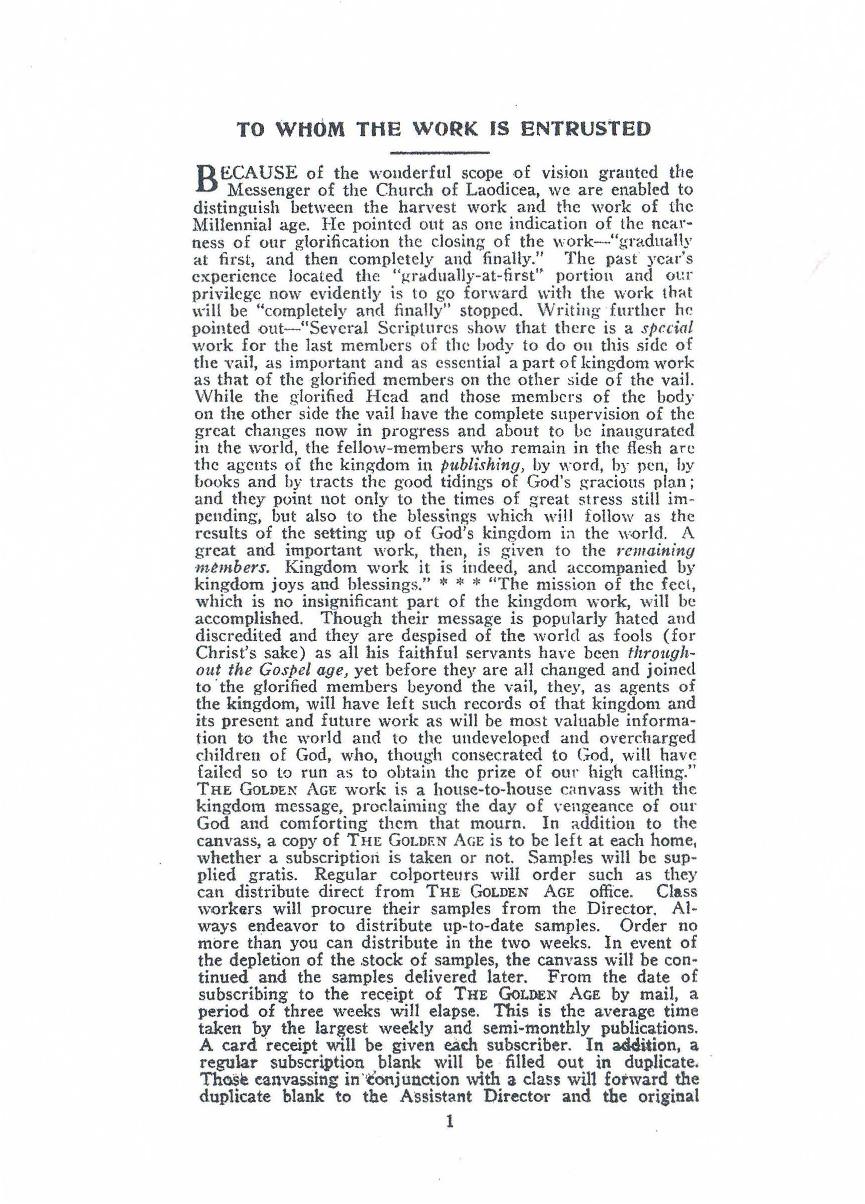 TO WHOM THE WORK IS ENTRUSTED
BECAUSE of the wonderful scope of vision granted the
Messenger of the Church of Laodicea, we are enabled to
distinguish between the harvest work and the work of the
Millennial age. He pointed out as one indication of the near-
ness of our glorification the closing of the work—"gradually
at first, and then completely and finally." The past year's
experience located the "gradually-at-first" portion and our
privilege now evidently is to go forward with the work that
will be "completely and finally" stopped. Writing further he
pointed out—"Several Scriptures show that there is a special
work for the last members of the body to do on this side of
the vail, as important and as essential a part of kingdom work
as that of the glorified members on the other side of the vail.
While the glorified Head and those members of the body
on the other side the vail have the complete supervision of the
great changes now in progress and about to be inaugurated
in the world, the fellow-members who remain in the flesh are
the agents of the kingdom in publishing, by word, by pen, by
books and by tracts the good tidings of God's gracious plan;
and they point not only to the times of great stress still im-
pending, but also to the blessings which will follow as the
results of the setting up of God's kingdom in the world. A
great and important work, then, is given to the remaining
members. Kingdom work it is indeed, and accompanied by
kingdom joys and blessings." * * * "The mission of the feet,
which is no insignificant part of the kingdom work, will be
accomplished. Though their message is popularly hated and
discredited and they are despised of the world as fools (for
Christ's sake) as all his faithful servants have been through-
out the Gospel age, yet before they are all changed and joined
to the glorified members beyond the vail, they, as agents of
the kingdom, will have left such records of that kingdom and
its present and future work as will be most valuable informa-
tion to the world and to the undeveloped and overcharged
children of God, who, though consecrated to God, will have
failed so to run as to obtain the prize of our high calling."
THE GOLDEN AGE work is a house-to-house canvass with the
kingdom message, proclaiming the day of vengeance of our
God and comforting them that mourn. In addition to the
canvass, a copy of THE GOLDEN AGE is to be left at each home,
whether a subscription is taken or not. Samples will be sup-
plied gratis. Regular colporteurs will order such as they
can distribute direct from THE GOLDEN AGE office. Class
workers will procure their samples from the Director. Al-
ways endeavor to distribute up-to-date samples. Order no
more than you can distribute in the two weeks. In event of
the depletion of the stock of samples, the canvass will be con-
tinued and the samples delivered later. From the date of
subscribing to the receipt of THE GOLDEN AGE by mail, a
period of three weeks will elapse. This is the average time
taken by the largest weekly and semi-monthly publications.
A card receipt will be given each subscriber. In addition, a
regular subscription blank will be filled out in duplicate.
Those canvassing in conjunction with a class will forward the
duplicate blank to the Assistant Director and the original
1